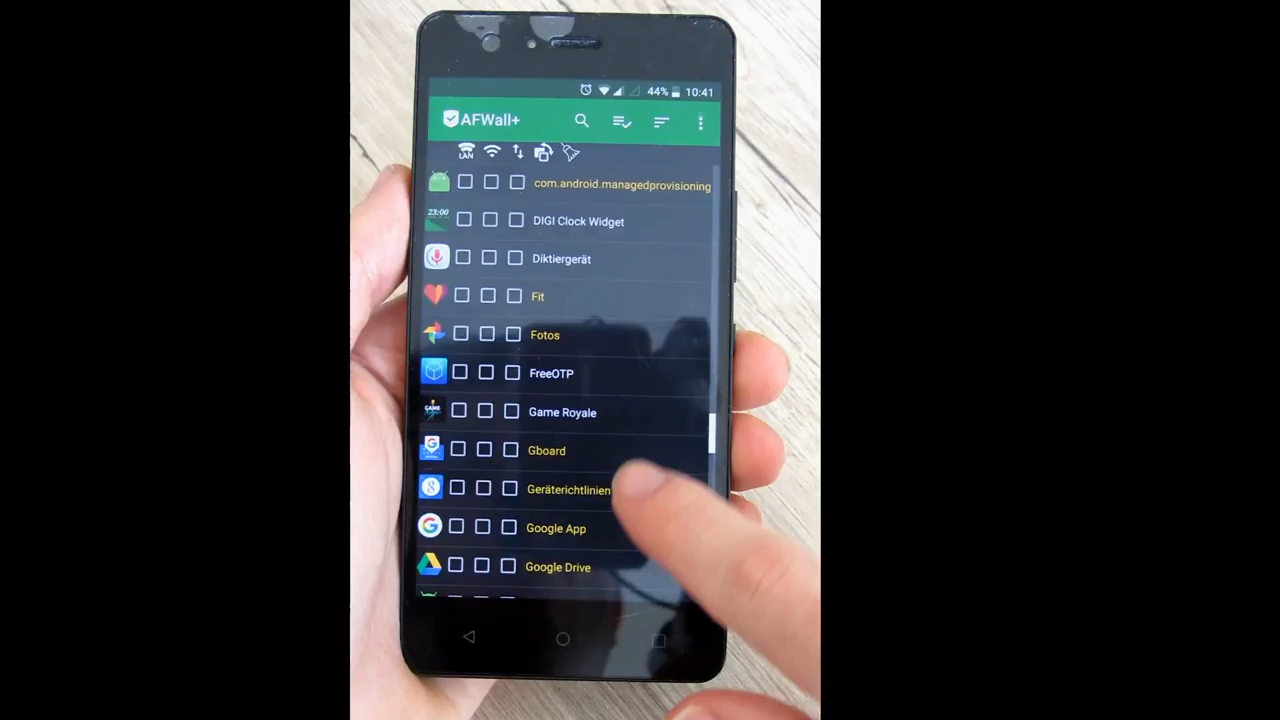 44% 10:41
AFWall+
LAN
com.android.managedprovisioning
23:00
DIGI Clock Widget
Diktiergerät
Fit
Fotos
FreeOTP
Game Royale
Gboard
Geräterichtlinien
Google App
Google Drive